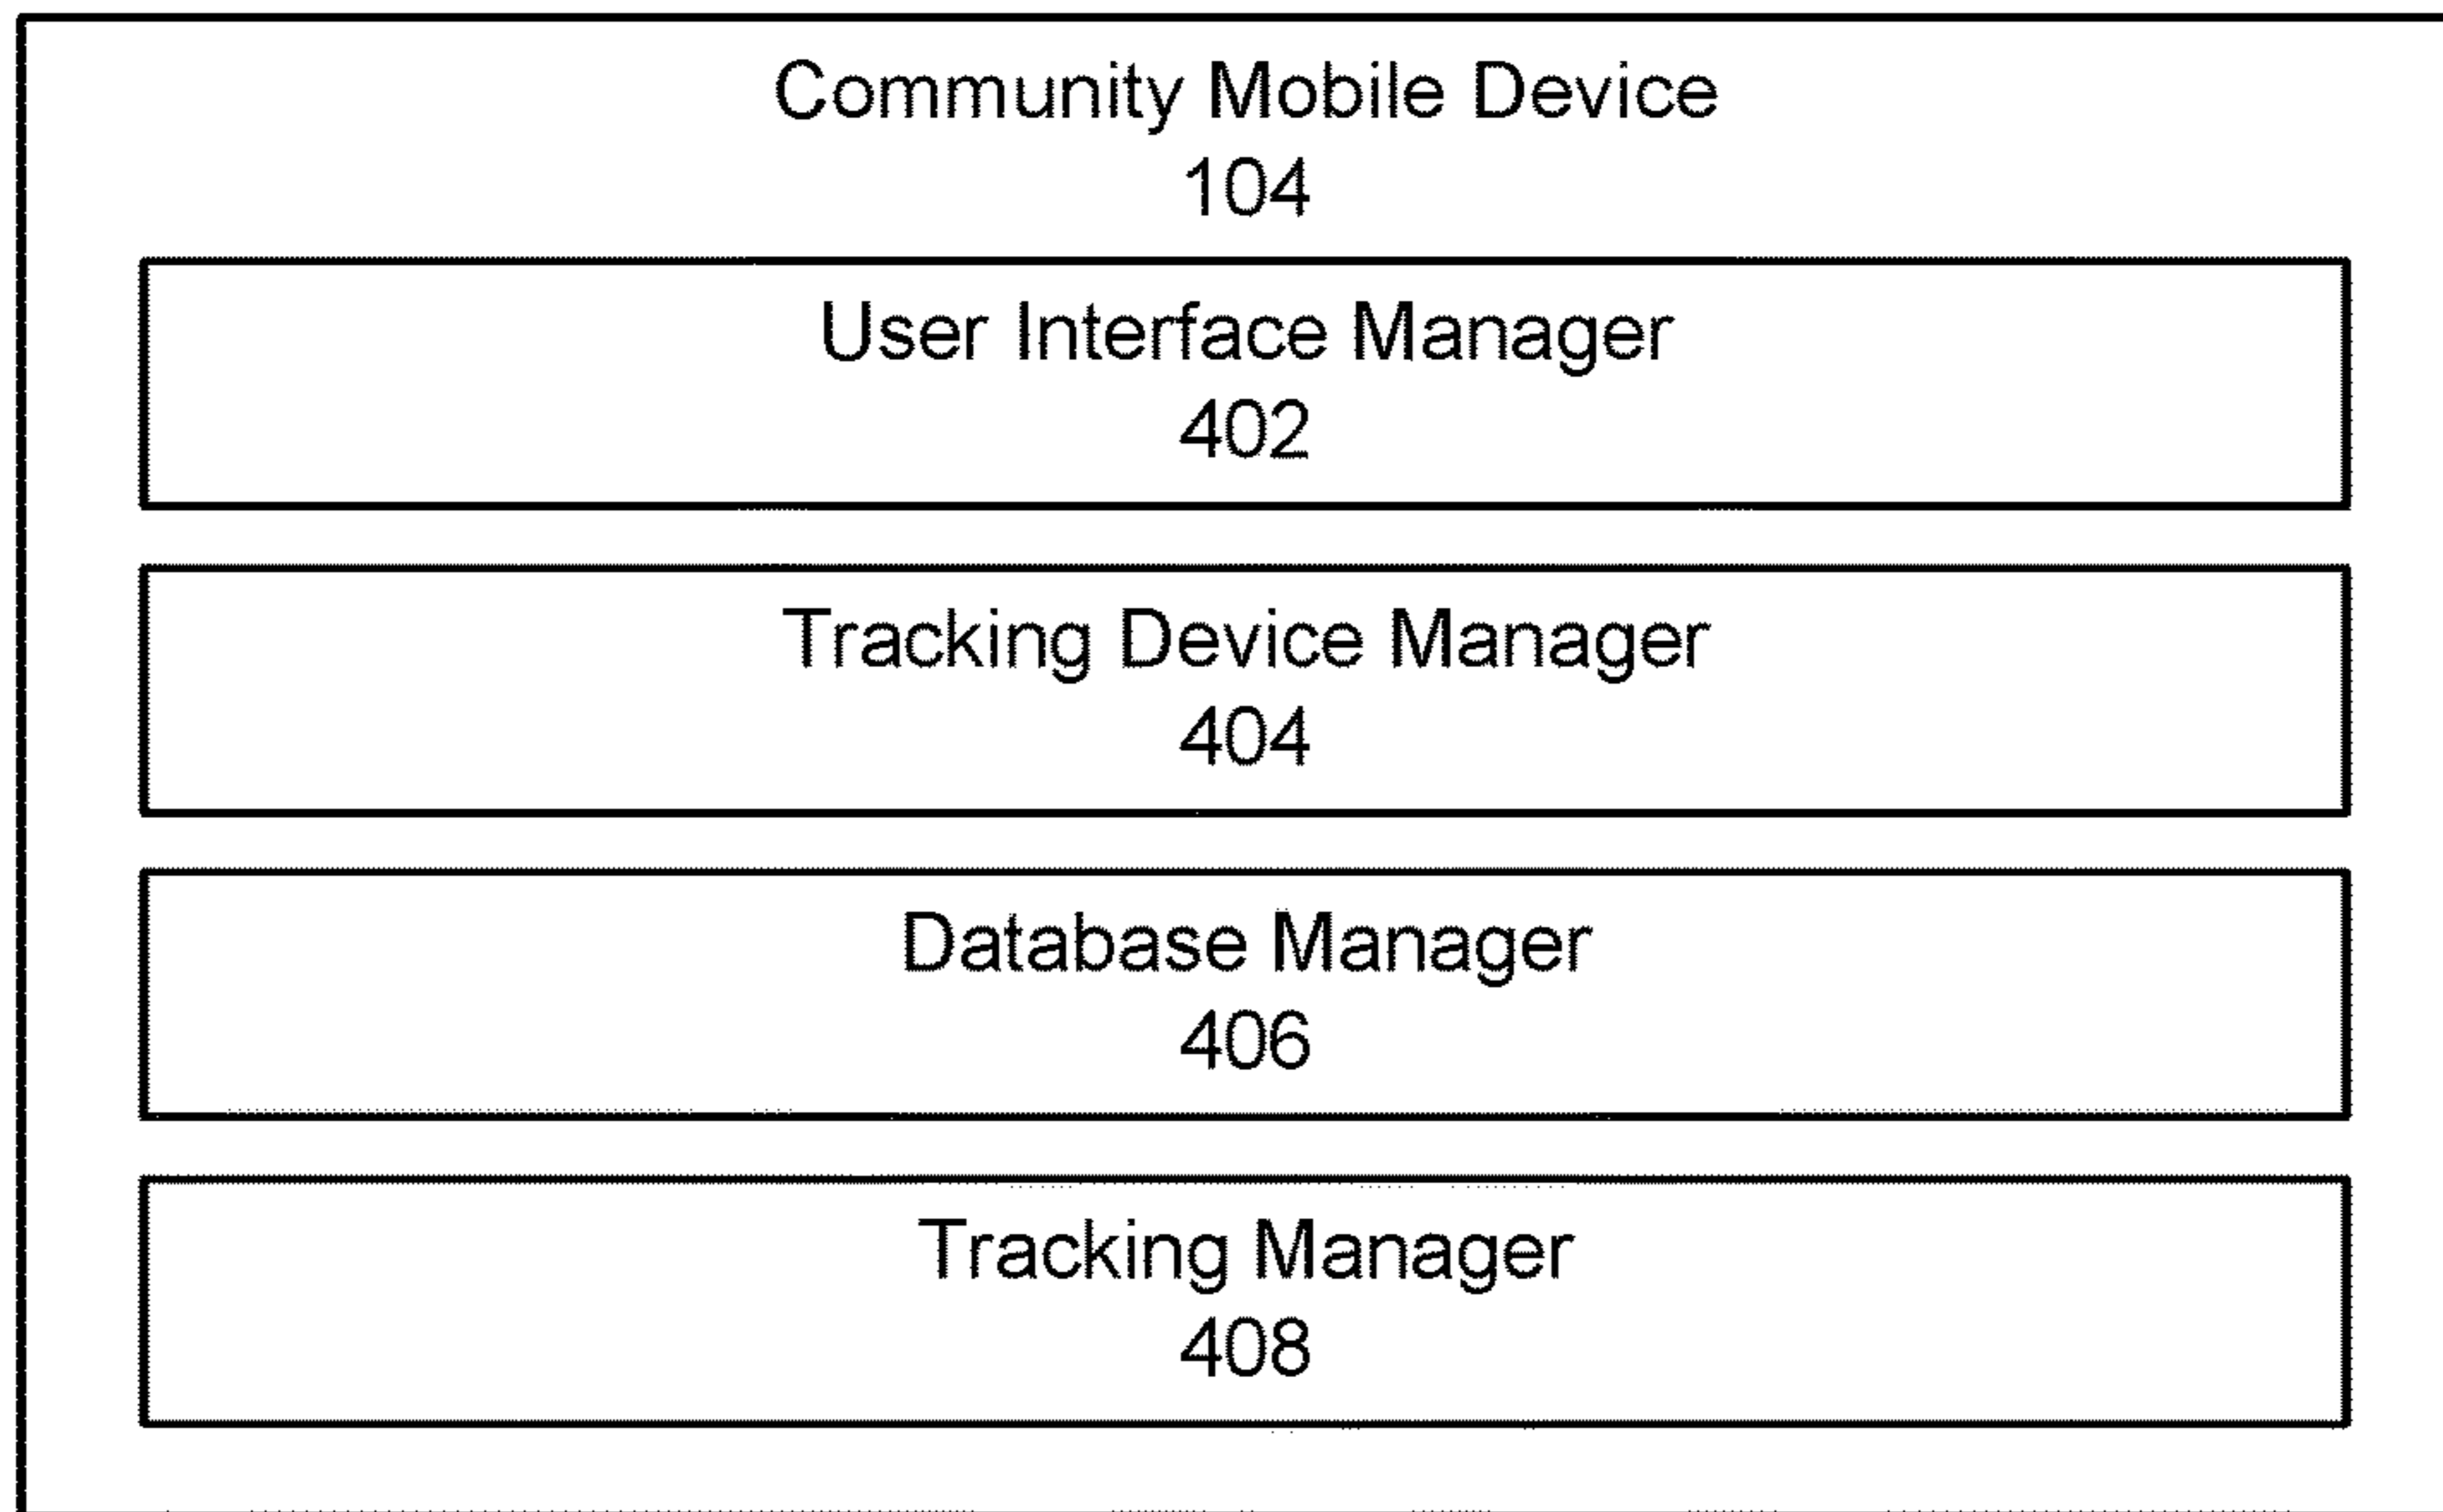 Community Mobile Device
104
User Interface Manager
402
Tracking Device Manager
404
Database Manager
406
Tracking Manager
408